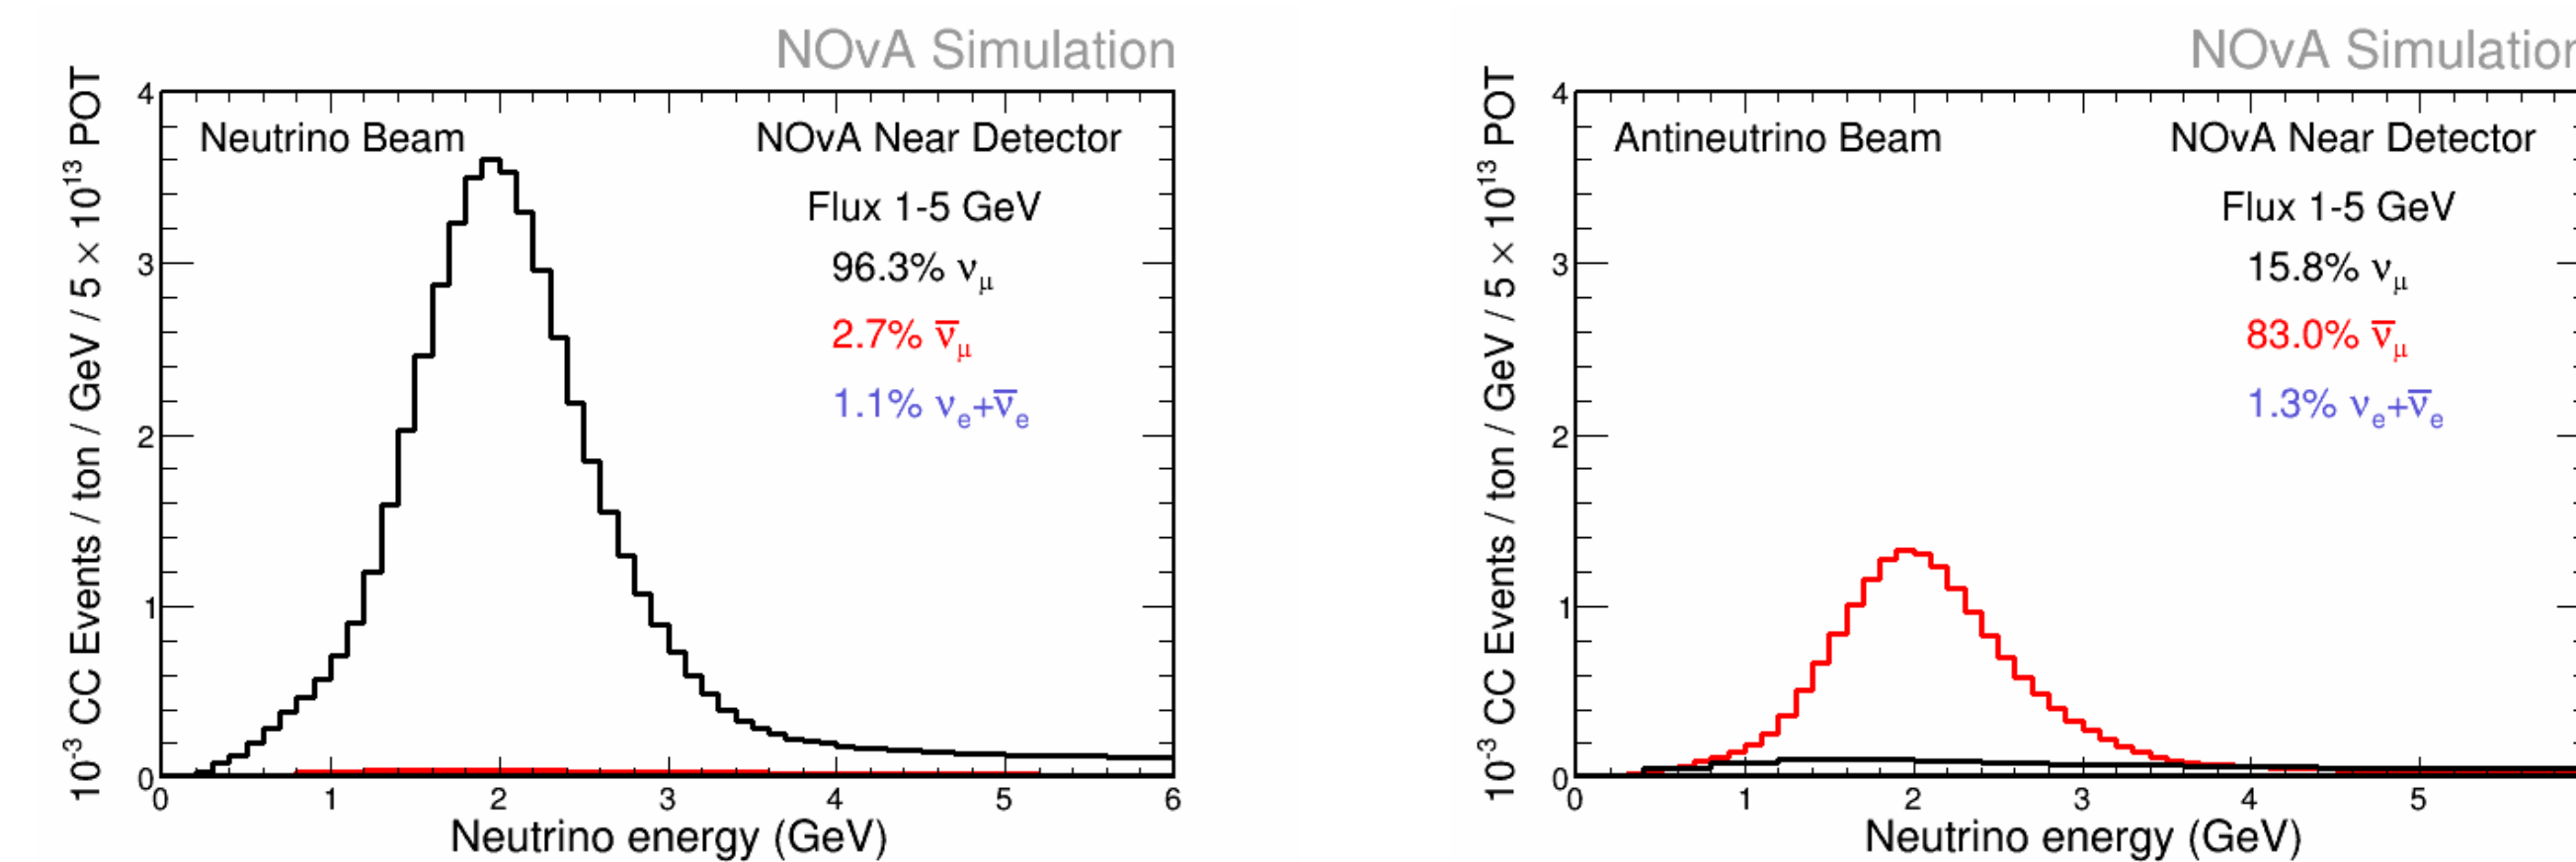 NOvA Simulation
10⁻³ CC Events / ton / GeV / 5 × 10¹³ POT
4
3
2
1
0
Neutrino Beam
NOvA Near Detector
Flux 1-5 GeV
96.3% νμ
2.7% ν̅μ
1.1% νe+ν̅e
0 1 2 3 4 5 6
Neutrino energy (GeV)
NOvA Simulation
10⁻³ CC Events / ton / GeV / 5 × 10¹³ POT
4
3
2
1
0
Antineutrino Beam
NOvA Near Detector
Flux 1-5 GeV
15.8% νμ
83.0% ν̅μ
1.3% νe+ν̅e
0 1 2 3 4 5
Neutrino energy (GeV)